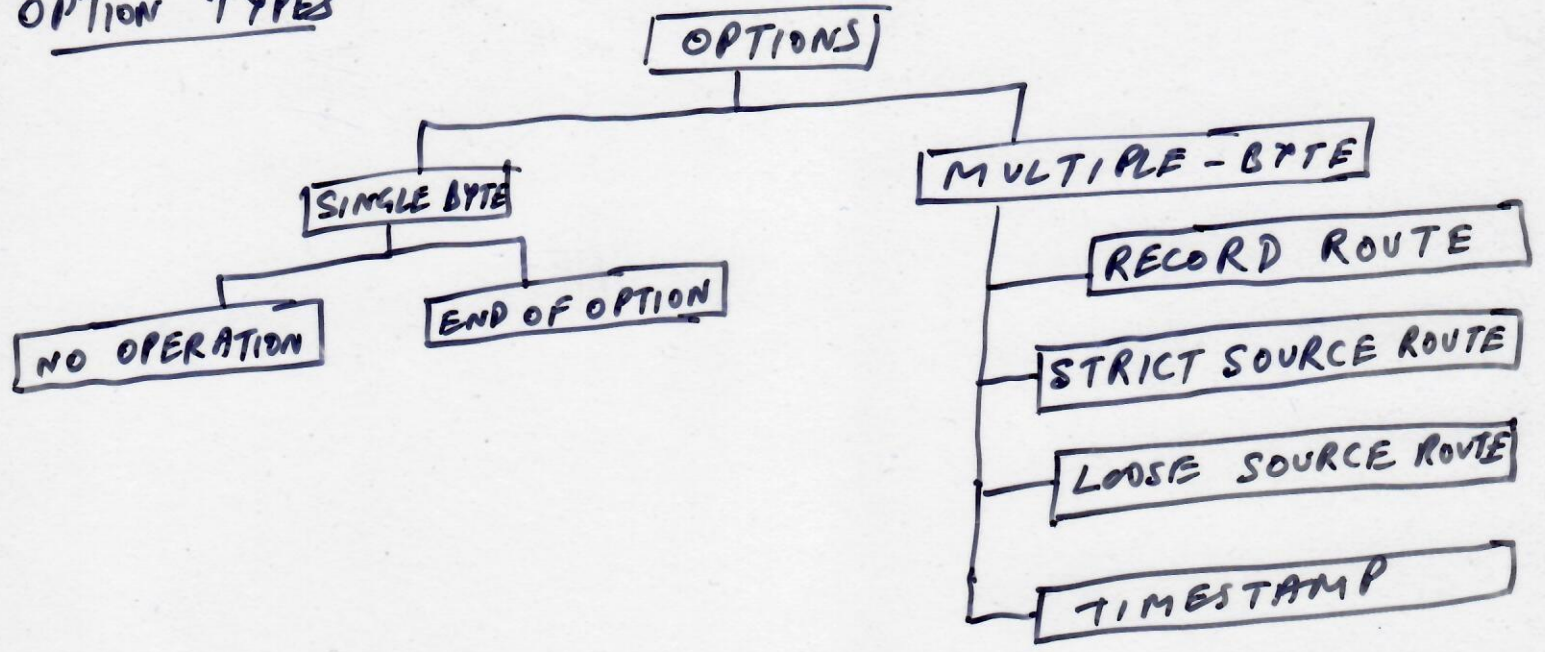 OPTION TYPES
OPTIONS
SINGLE BYTE
MULTIPLE-BYTE
NO OPERATION
END OF OPTION
RECORD ROUTE
STRICT SOURCE ROUTE
LOOSE SOURCE ROUTE
TIMESTAMP